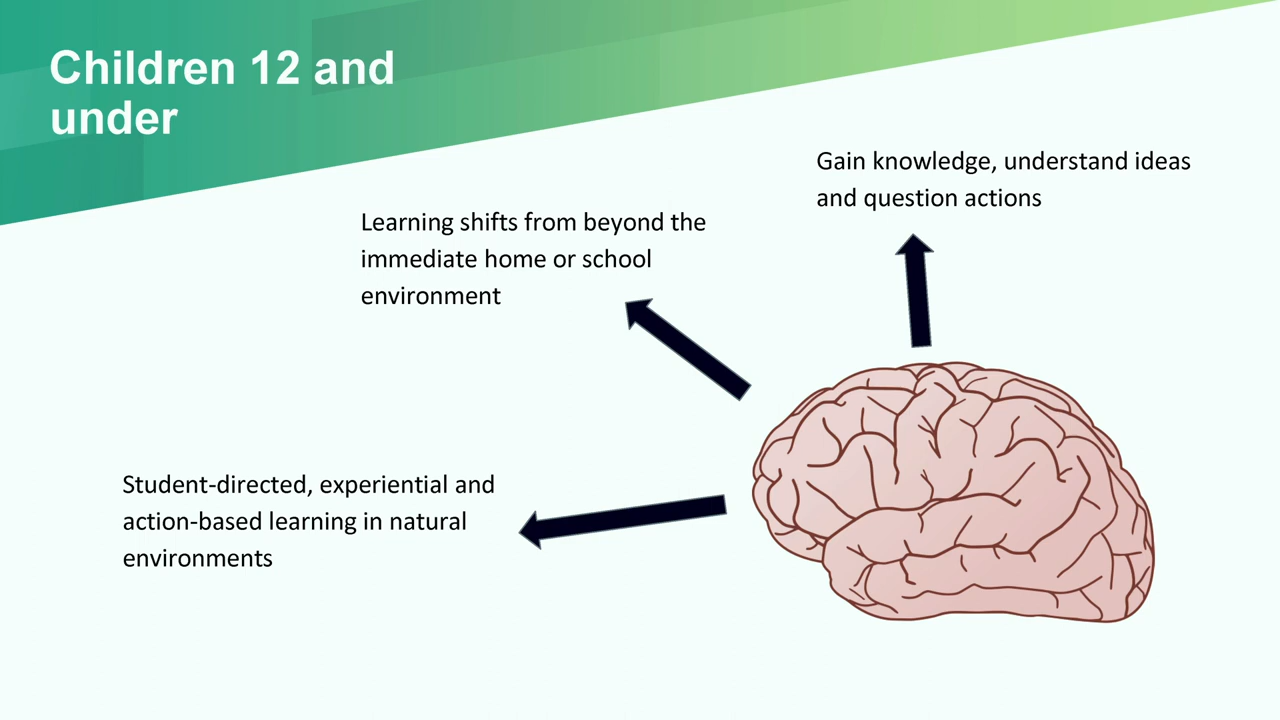 Children 12 and
under
Gain knowledge, understand ideas
and question actions
Learning shifts from beyond the
immediate home or school
environment
Student-directed, experiential and
action-based learning in natural
environments